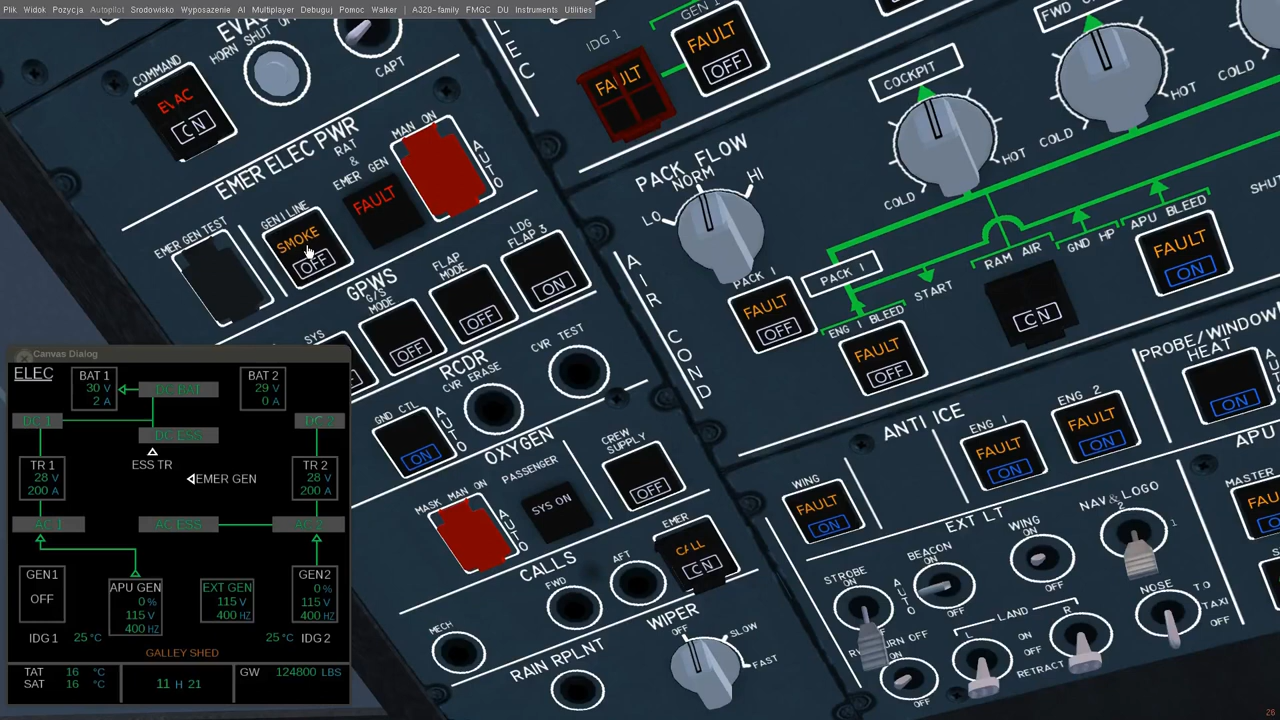 Plik Widok Pozycja Autopilot Środowisko Wyposażenie AI Multiplayer Debuguj Pomoc Walker | A320-family FMGC DU Instruments Utilities
HORN SHUT
CAPT
COMMAND
EVAC
EMER ELEC PWR
EMER GEN TEST
GEN 1 LINE
SMOKE
OFF
RAT
&
EMER GEN
FAULT
MAN ON
AUTO
GPWS
SYS
G/S
MODE
OFF
FLAP
MODE
OFF
LDG
FLAP 3
ON
RCDR
GND CTL
ON
AUTO
CVR ERASE
CVR TEST
OXYGEN
MASK MAN ON
AUTO
PASSENGER
SYS ON
CREW
SUPPLY
OFF
CALLS
MECH
FWD
AFT
EMER
RAIN RPLNT
WIPER
OFF
SLOW
FAST
ELEC
IDG 1
FAULT
GEN 1
FAULT
OFF
AIR COND
PACK FLOW
LO
NORM
HI
COCKPIT
COLD
HOT
FWD
COLD
HOT
COLD
PACK 1
FAULT
OFF
PACK 1
ENG 1 BLEED
FAULT
OFF
START
RAM AIR
GND HP
APU BLEED
FAULT
ON
PROBE/WINDOW
HEAT
ON
ANTI ICE
WING
FAULT
ON
ENG 1
FAULT
ON
ENG 2
FAULT
ON
EXT LT
STROBE
ON
AUTO
BEACON
OFF
WING
ON
OFF
NAV & LOGO
2
1
LAND
L
R
ON
OFF
RETRACT
NOSE
T.O
TAXI
OFF
OFF
MASTER
Canvas Dialog
ELEC
BAT 1
30 V
2 A
DC BAT
BAT 2
29 V
0 A
DC 1
DC ESS
DC 2
ESS TR
EMER GEN
TR 1
28 V
200 A
TR 2
28 V
200 A
AC 1
AC ESS
AC 2
GEN1
OFF
APU GEN
0 %
115 V
400 HZ
EXT GEN
115 V
400 HZ
GEN2
0 %
115 V
400 HZ
IDG 1 25 °C
25 °C IDG 2
GALLEY SHED
TAT 16 °C
SAT 16 °C
11 H 21
GW 124800 LBS
26